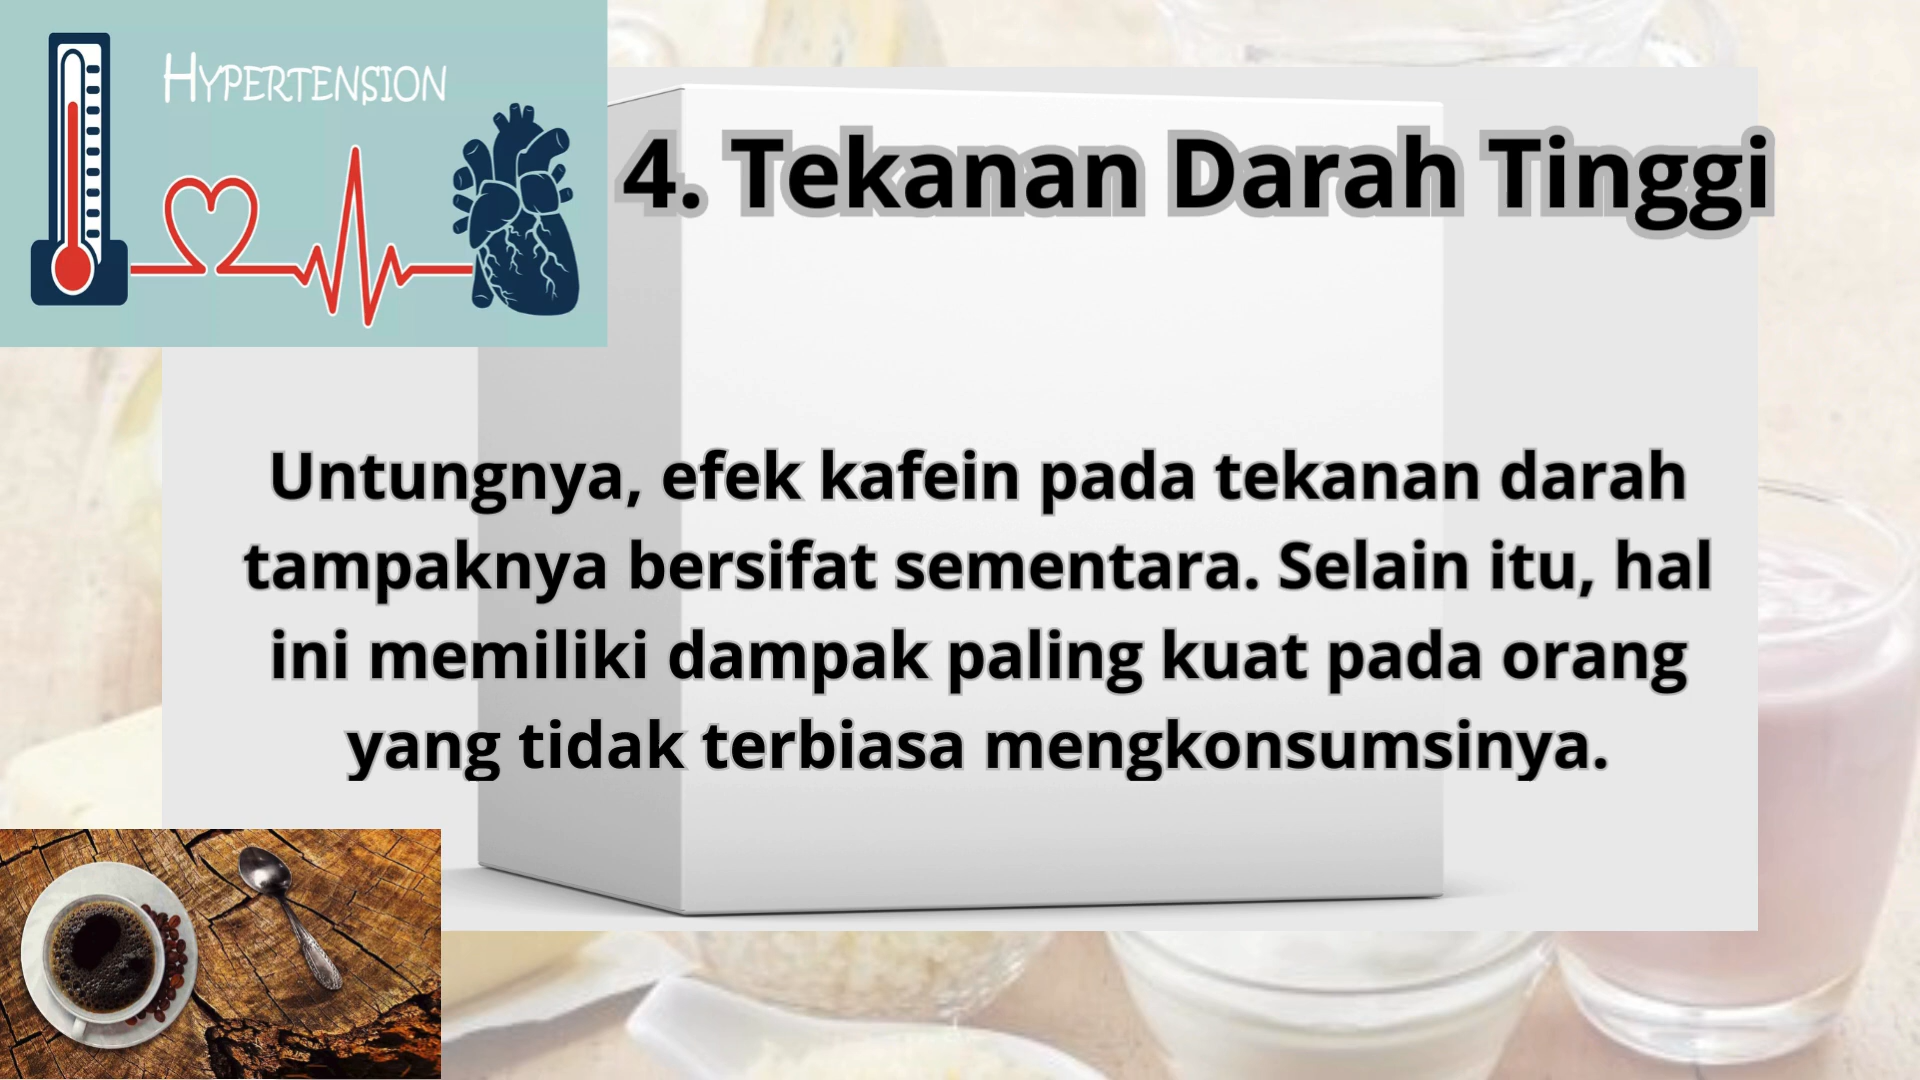 HYPERTENSION
4. Tekanan Darah Tinggi
Untungnya, efek kafein pada tekanan darah
tampaknya bersifat sementara. Selain itu, hal
ini memiliki dampak paling kuat pada orang
yang tidak terbiasa mengkonsumsinya.